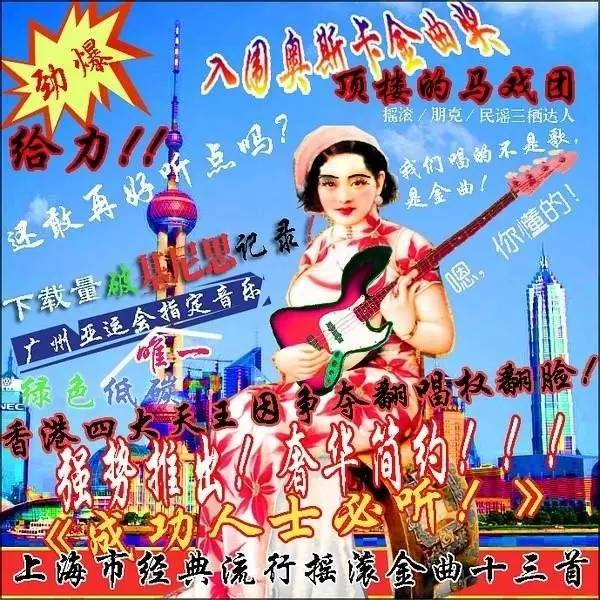 劲爆
入围奥斯卡金曲奖
顶楼的马戏团
摇滚/朋克/民谣三栖达人
给力!!
还敢再好听点吗?
我们唱的不是歌,
是金曲!
嗯,你懂的!
下载量破基尼思记录!
广州亚运会指定音乐
唯一
绿色低碳
NEC
香港四大天王因争夺翻唱权翻脸!
强势推出!奢华简约!!!
《成功人士必听!》
上海市经典流行摇滚金曲十三首